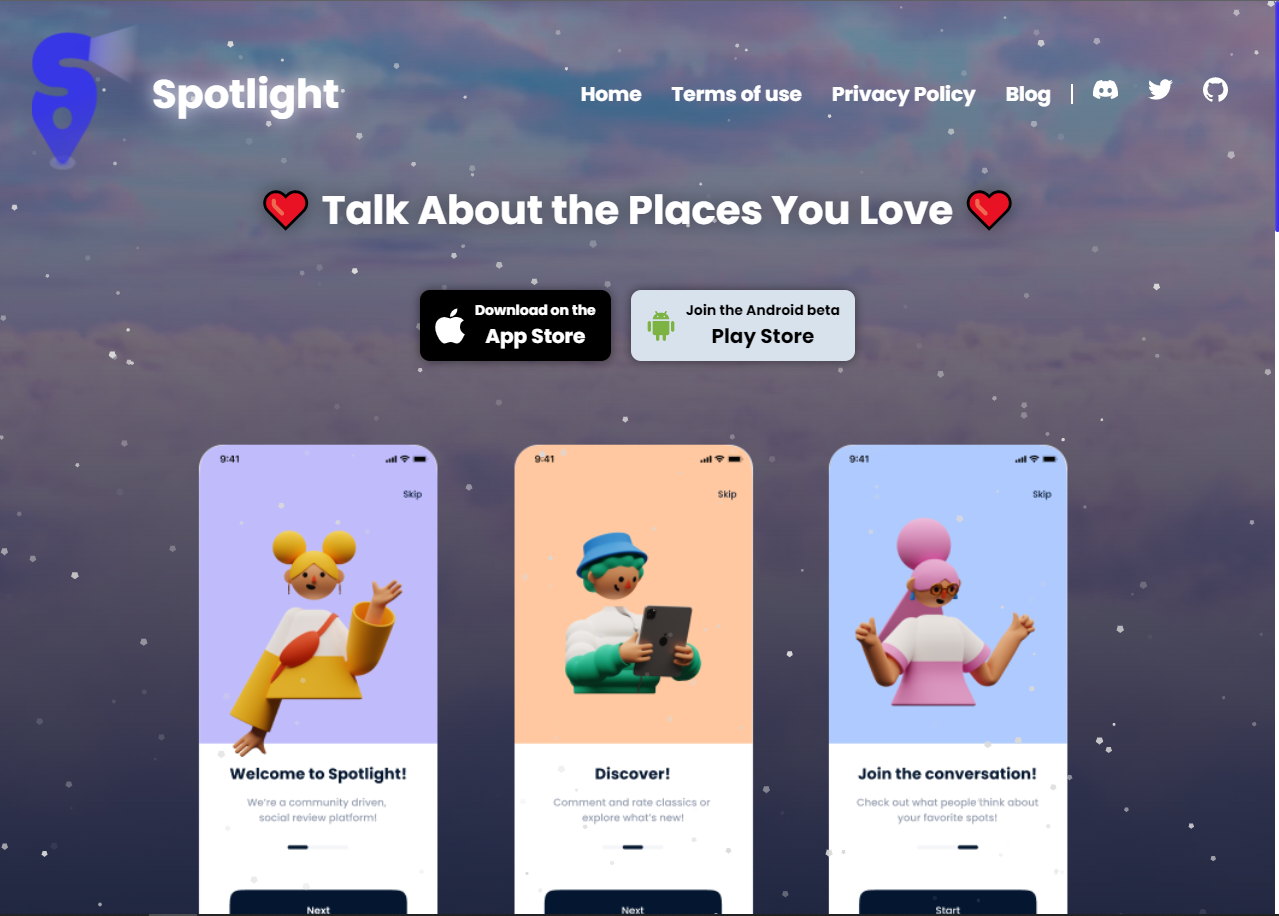 Spotlight
Home Terms of use Privacy Policy Blog |
Talk About the Places You Love
Download on the
App Store
Join the Android beta
Play Store
9:41
Skip
Welcome to Spotlight!
We're a community driven,
social review platform!
Next
9:41
Skip
Discover!
Comment and rate classics or
explore what's new!
Next
9:41
Skip
Join the conversation!
Check out what people think about
your favorite spots!
Start